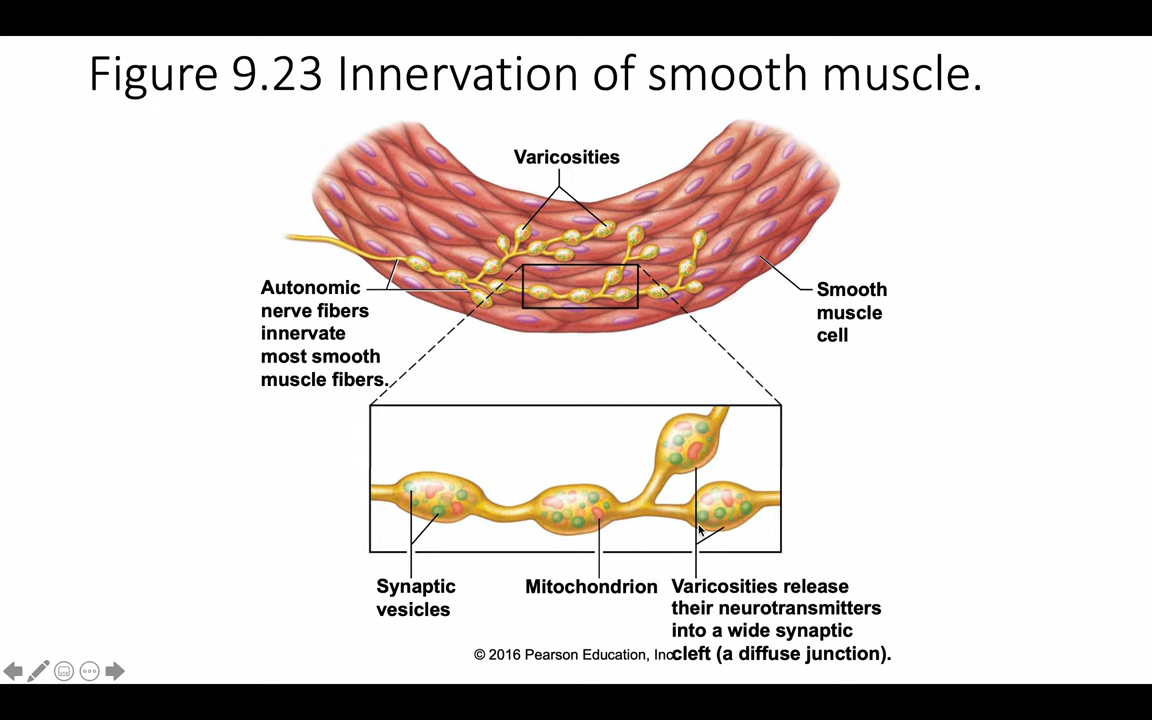 Figure 9.23 Innervation of smooth muscle.
Varicosities
Autonomic
nerve fibers
innervate
most smooth
muscle fibers.
Smooth
muscle
cell
Synaptic
vesicles
Mitochondrion
Varicosities release
their neurotransmitters
into a wide synaptic
cleft (a diffuse junction).
© 2016 Pearson Education, Inc